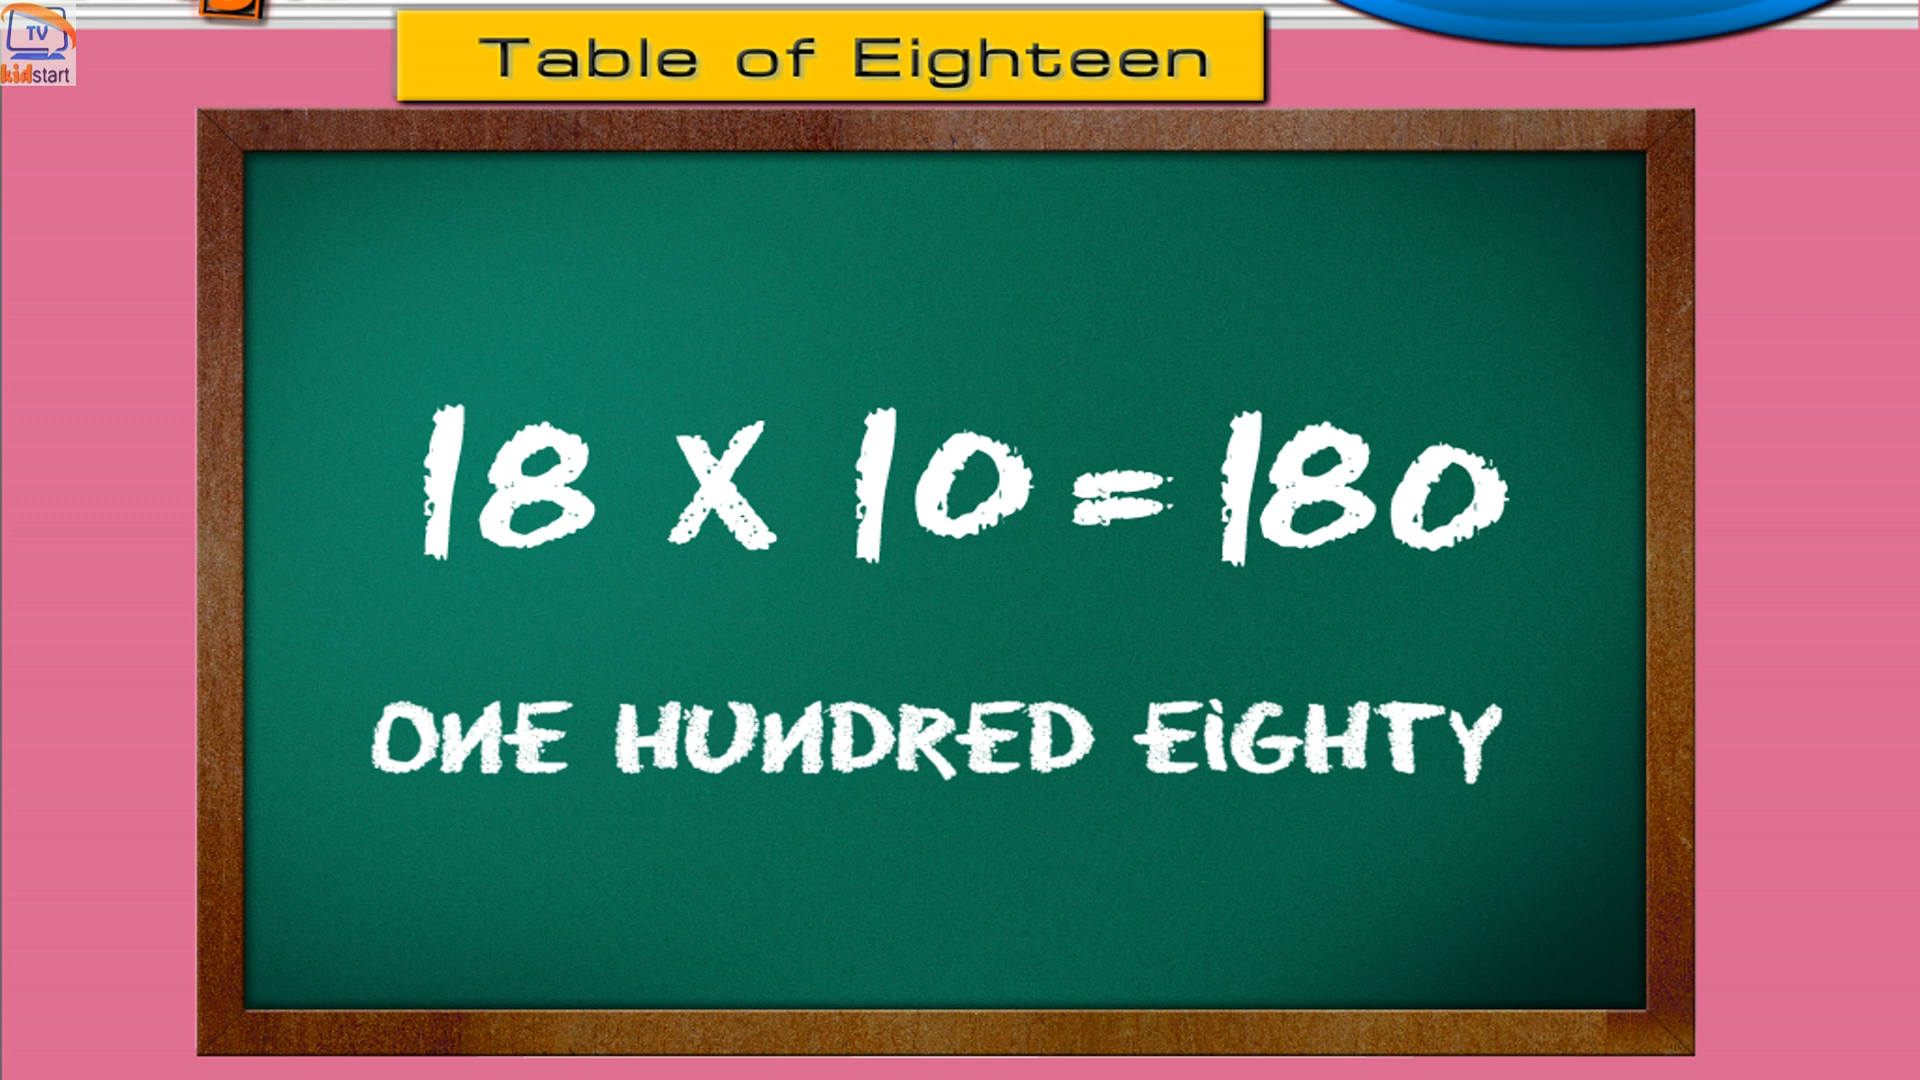 TV
kidstart
Table of Eighteen
18 X 10 = 180
ONE HUNDRED EIGHTY